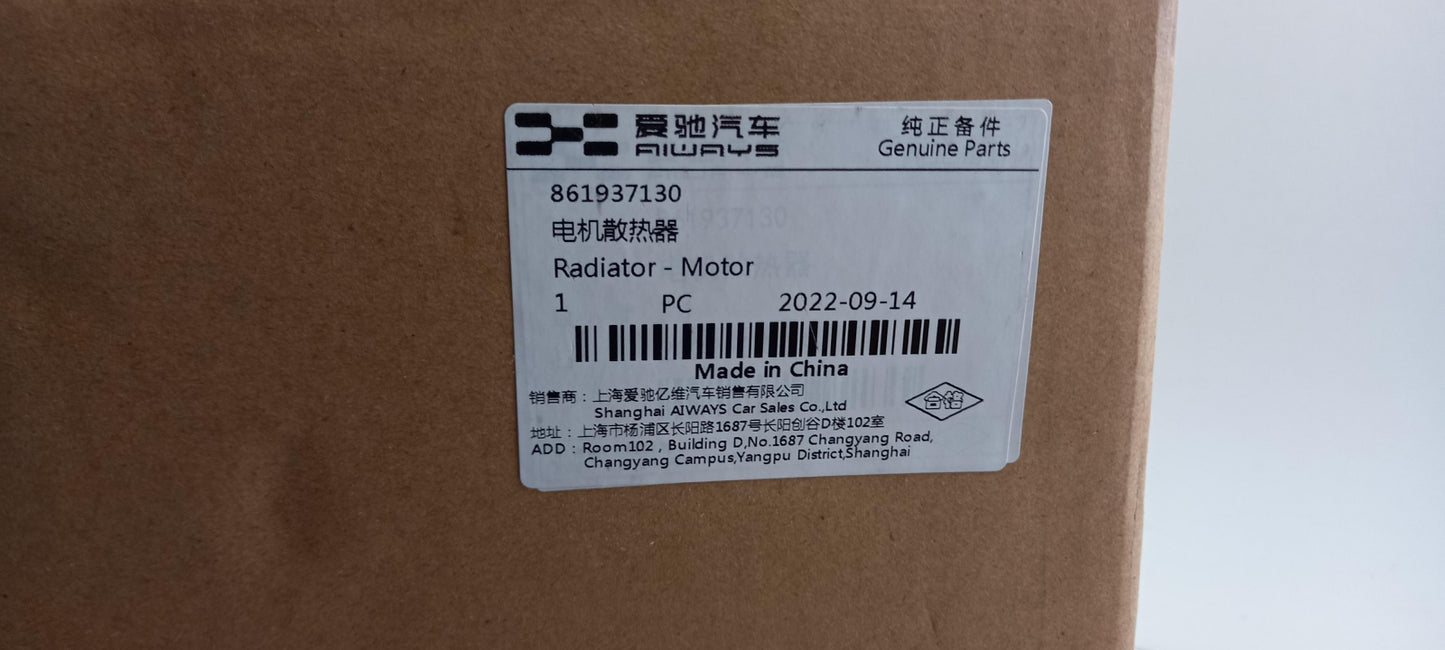 爱驰汽车
AIWAYS
纯正备件
Genuine Parts
861937130
电机散热器
Radiator - Motor
1 PC 2022-09-14
Made in China
销售商：上海爱驰亿维汽车销售有限公司
Shanghai AIWAYS Car Sales Co.,Ltd
地址：上海市杨浦区长阳路1687号长阳创谷D楼102室
ADD：Room102，Building D,No.1687 Changyang Road,
Changyang Campus,Yangpu District,Shanghai